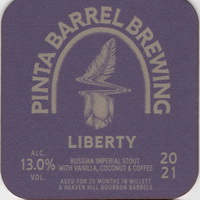 PINTA BARREL BREWING
LIBERTY
ALC. 13.0% VOL.
RUSSIAN IMPERIAL STOUT
WITH VANILLA, COCONUT & COFFEE
20
21
AGED FOR 20 MONTHS IN WILLETT
& HEAVEN HILL BOURBON BARRELS